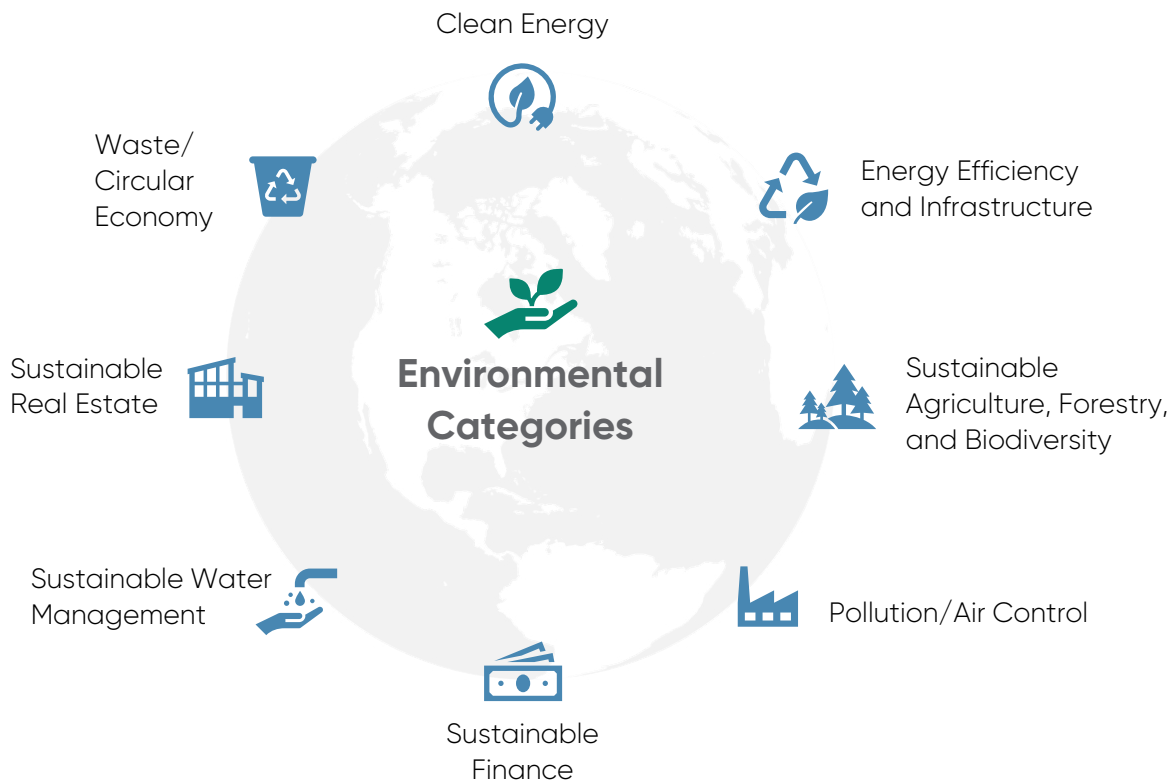 Clean Energy
Waste/
Circular
Economy
Energy Efficiency
and Infrastructure
Environmental
Categories
Sustainable
Real Estate
Sustainable
Agriculture, Forestry,
and Biodiversity
Sustainable Water
Management
Pollution/Air Control
Sustainable
Finance